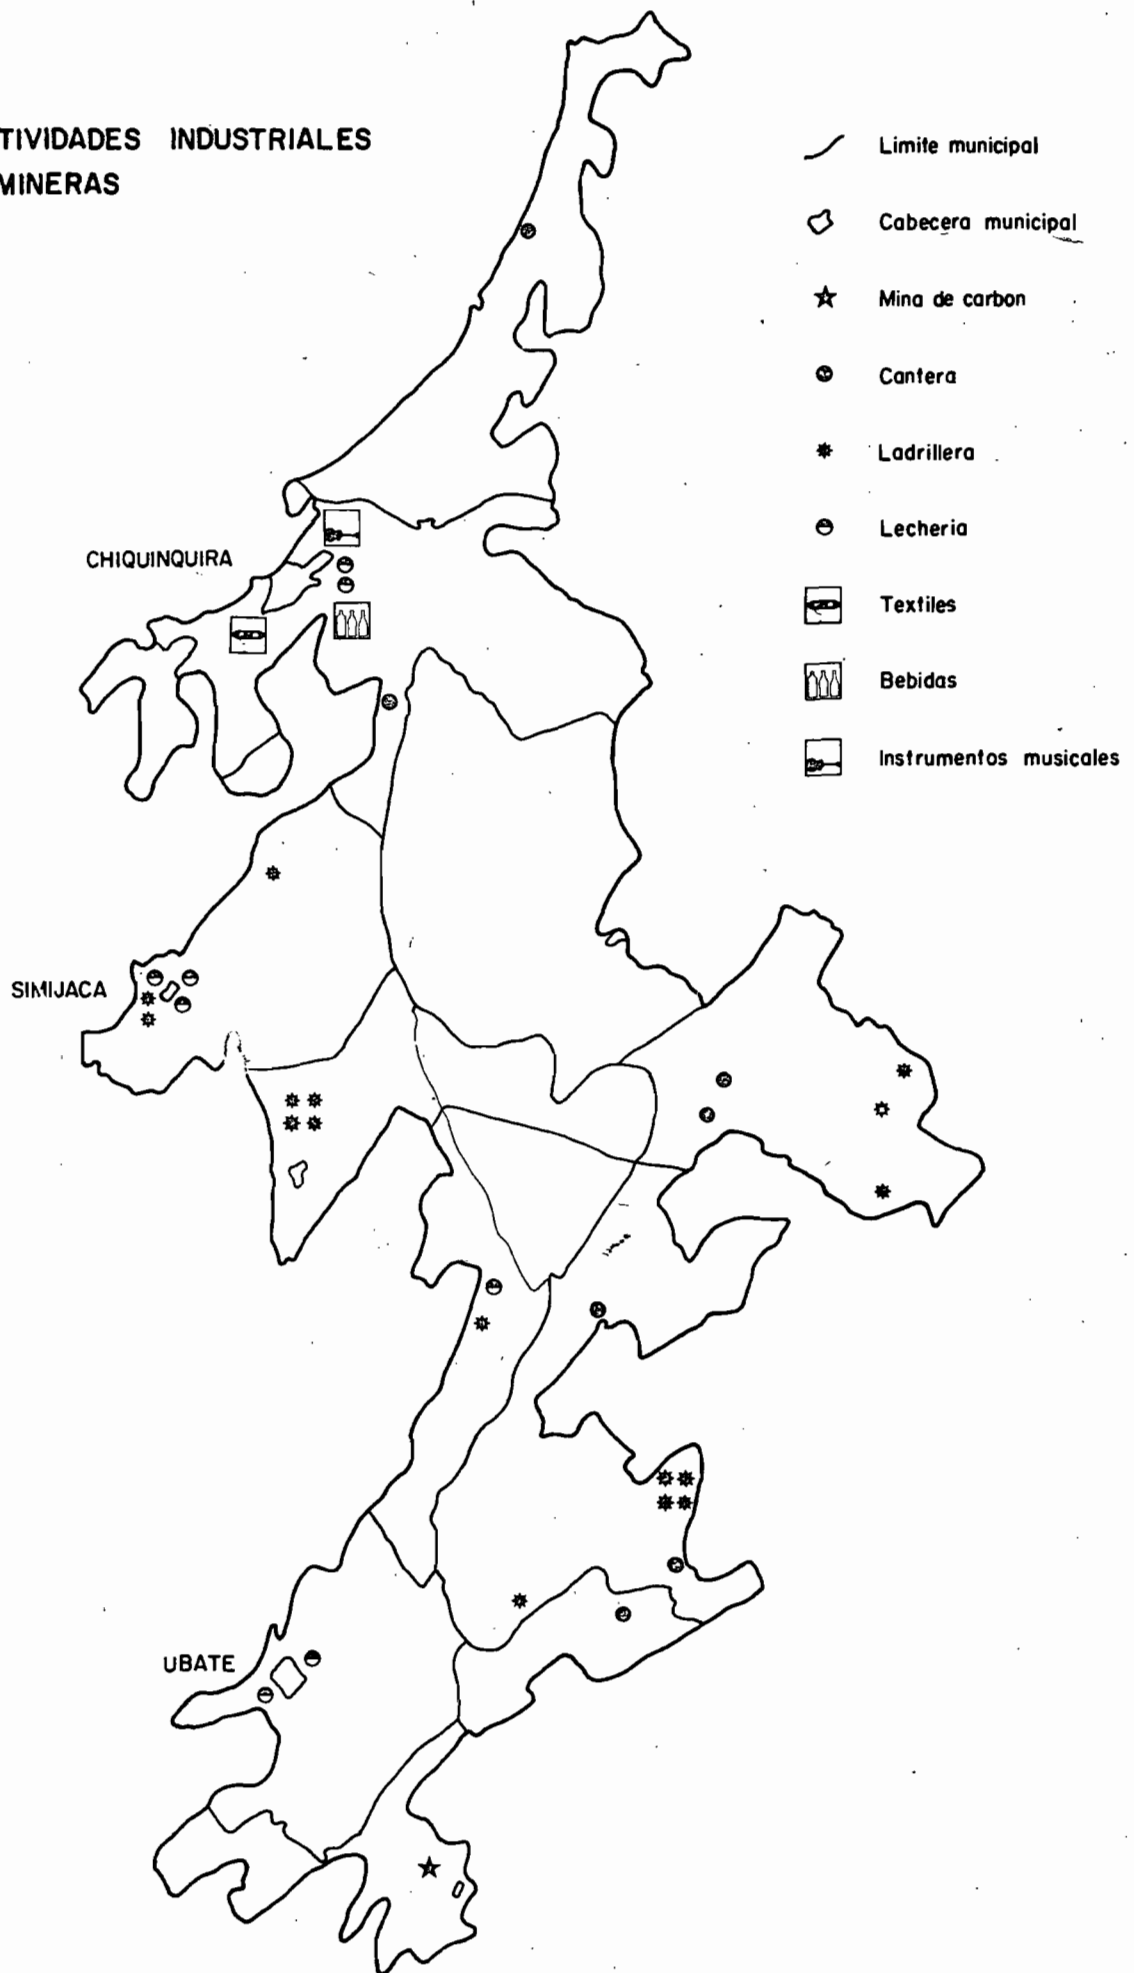 TIVIDADES INDUSTRIALES
MINERAS
Limite municipal
Cabecera municipal
Mina de carbon
Cantera
Ladrillera
Lecheria
Textiles
Bebidas
Instrumentos musicales
CHIQUINQUIRA
SIMIJACA
UBATE